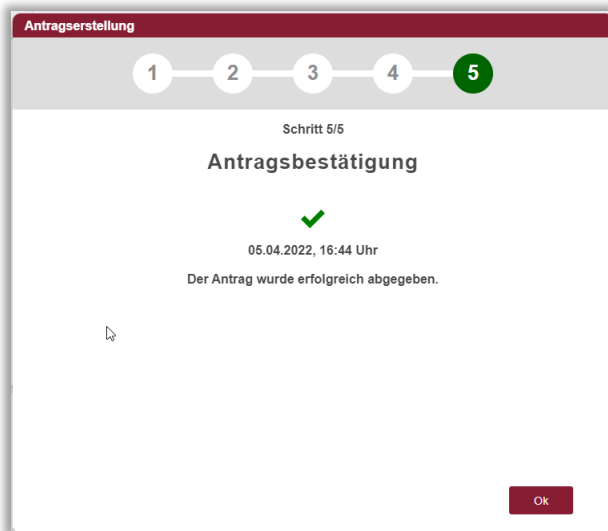 Antragserstellung
1 2 3 4 5
Schritt 5/5
Antragsbestätigung
05.04.2022, 16:44 Uhr
Der Antrag wurde erfolgreich abgegeben.
Ok